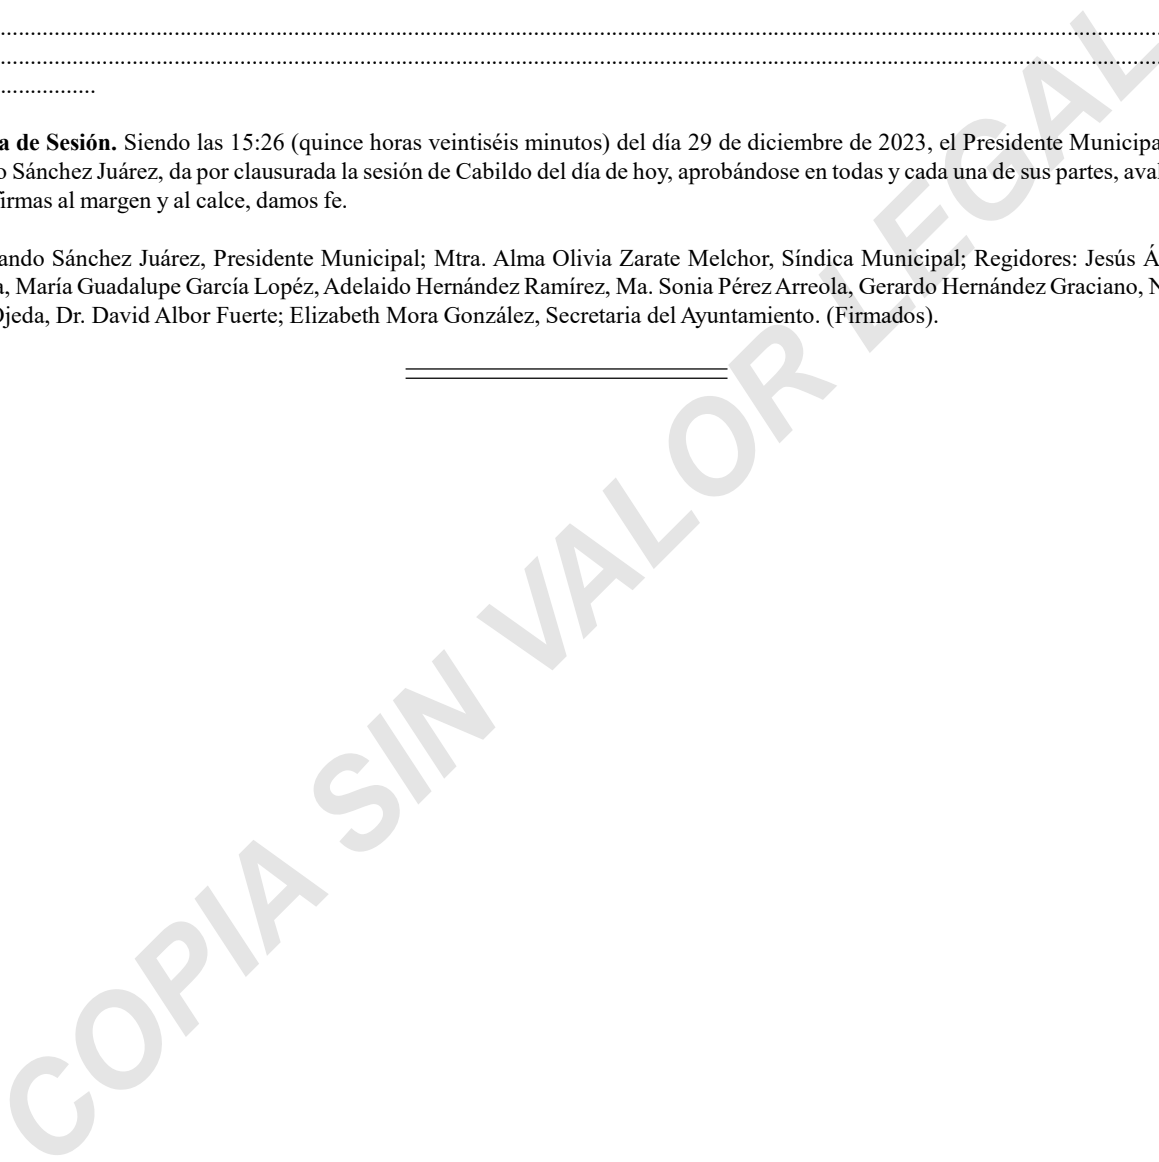 ................................................................................
................................................................................
................
a de Sesión. Siendo las 15:26 (quince horas veintiséis minutos) del día 29 de diciembre de 2023, el Presidente Municipa
o Sánchez Juárez, da por clausurada la sesión de Cabildo del día de hoy, aprobándose en todas y cada una de sus partes, aval
firmas al margen y al calce, damos fe.
ando Sánchez Juárez, Presidente Municipal; Mtra. Alma Olivia Zarate Melchor, Síndica Municipal; Regidores: Jesús Á
a, María Guadalupe García Lopéz, Adelaido Hernández Ramírez, Ma. Sonia Pérez Arreola, Gerardo Hernández Graciano, N
Ojeda, Dr. David Albor Fuerte; Elizabeth Mora González, Secretaria del Ayuntamiento. (Firmados).
COPIA SIN VALOR LEGAL